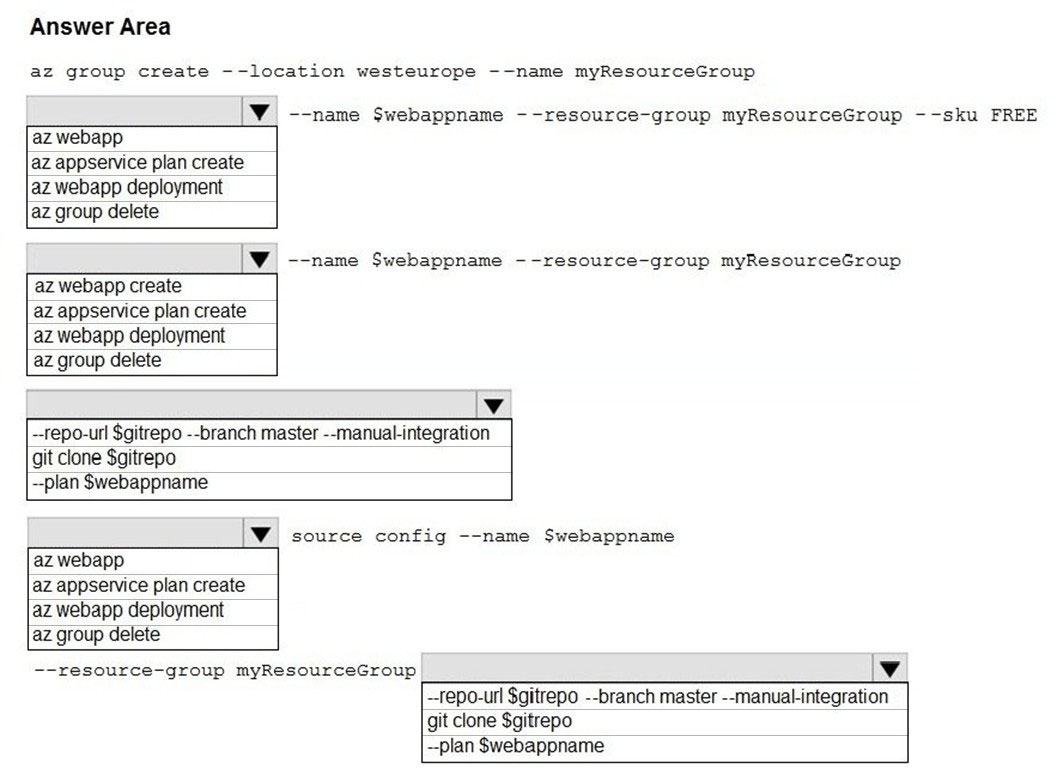 Answer Area
az group create --location westeurope --name myResourceGroup
--name $webappname --resource-group myResourceGroup --sku FREE
az webapp
az appservice plan create
az webapp deployment
az group delete
--name $webappname --resource-group myResourceGroup
az webapp create
az appservice plan create
az webapp deployment
az group delete
--repo-url $gitrepo --branch master --manual-integration
git clone $gitrepo
--plan $webappname
source config --name $webappname
az webapp
az appservice plan create
az webapp deployment
az group delete
--resource-group myResourceGroup
--repo-url $gitrepo --branch master --manual-integration
git clone $gitrepo
--plan $webappname